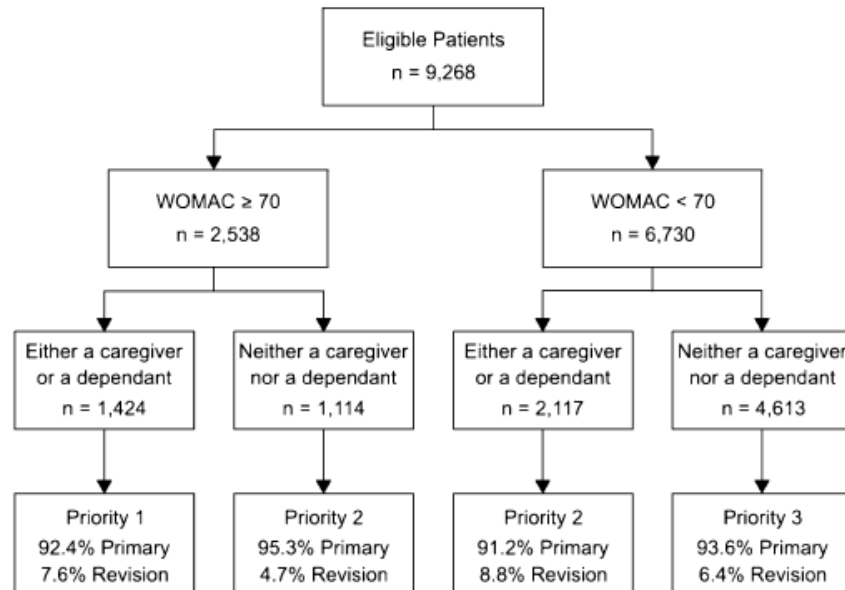 Eligible Patients
n = 9,268
WOMAC ≥ 70
n = 2,538
WOMAC < 70
n = 6,730
Either a caregiver
or a dependant
n = 1,424
Neither a caregiver
nor a dependant
n = 1,114
Either a caregiver
or a dependant
n = 2,117
Neither a caregiver
nor a dependant
n = 4,613
Priority 1
92.4% Primary
7.6% Revision
Priority 2
95.3% Primary
4.7% Revision
Priority 2
91.2% Primary
8.8% Revision
Priority 3
93.6% Primary
6.4% Revision